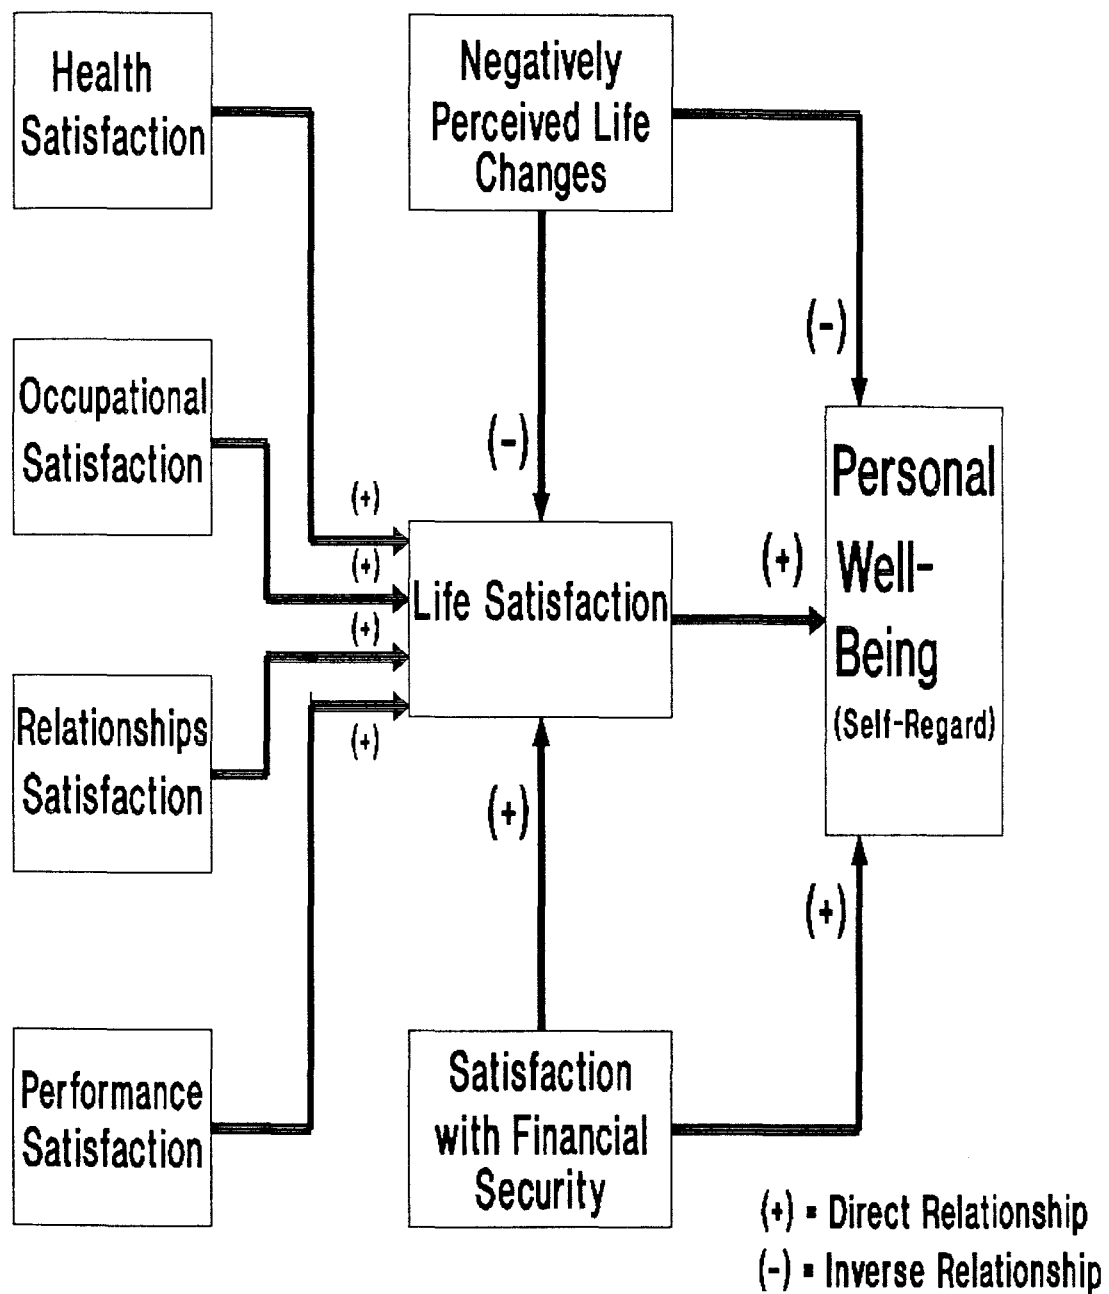 Health
Satisfaction
Negatively
Perceived Life
Changes
(-)
Occupational
Satisfaction
(-)
Personal
Well-
Being
(Self-Regard)
(+)
(+)
(+)
(+)
Life Satisfaction
(+)
Relationships
Satisfaction
(+)
(+)
Performance
Satisfaction
Satisfaction
with Financial
Security
(+) = Direct Relationship
(-) = Inverse Relationship